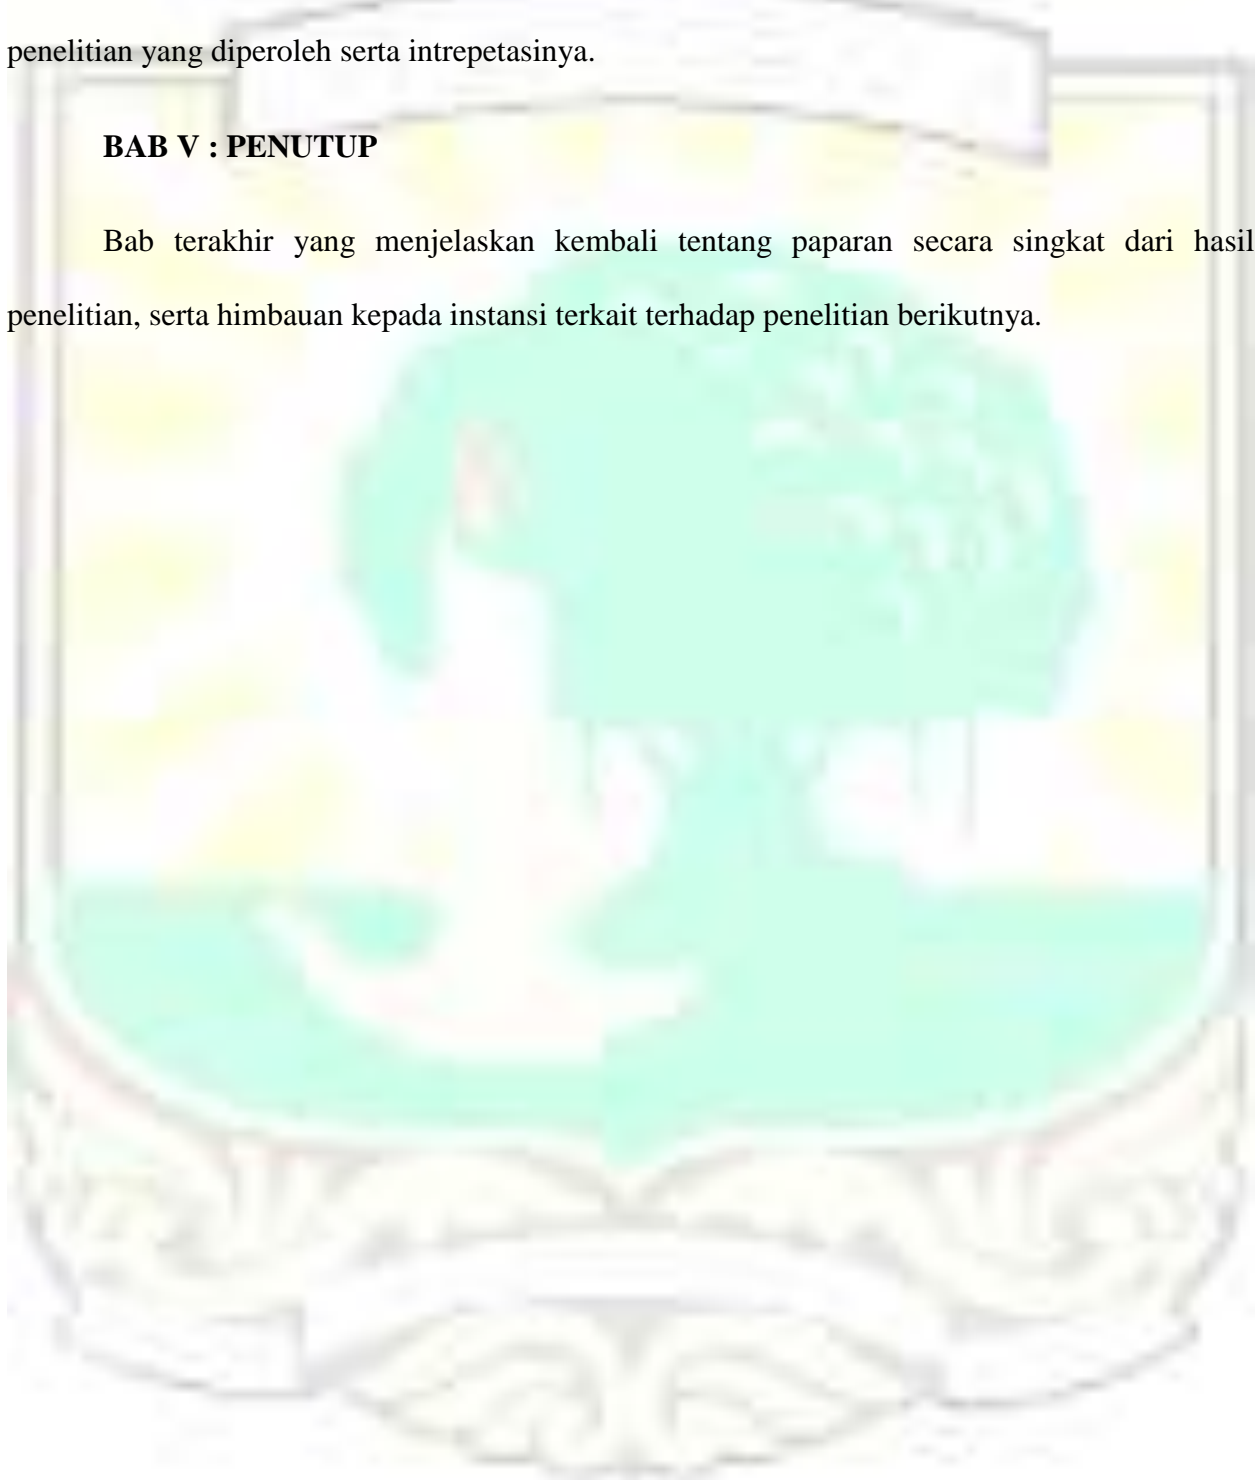 penelitian yang diperoleh serta intrepetasinya.
BAB V : PENUTUP
Bab terakhir yang menjelaskan kembali tentang paparan secara singkat dari hasil
penelitian, serta himbauan kepada instansi terkait terhadap penelitian berikutnya.